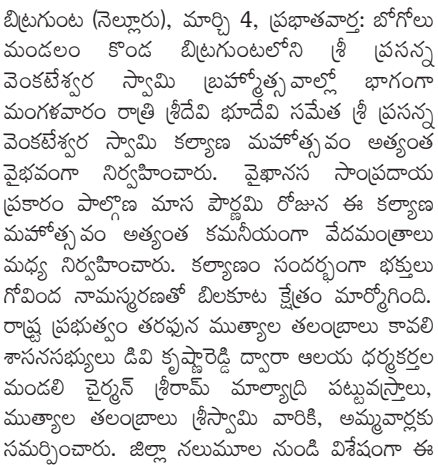 బిట్రగుంట (నెల్లూరు), మార్చి 4, ప్రభాతవార్త: బోగోలు
మండలం కొండ బిట్రగుంటలోని శ్రీ ప్రసన్న
వెంకటేశ్వర స్వామి బ్రహ్మోత్సవాల్లో భాగంగా
మంగళవారం రాత్రి శ్రీదేవి భూదేవి సమేత శ్రీ ప్రసన్న
వెంకటేశ్వర స్వామి కల్యాణ మహోత్సవం అత్యంత
వైభవంగా నిర్వహించారు. వైఖానస సాంప్రదాయ
ప్రకారం పాల్గొణ మాస పౌర్ణమి రోజున ఈ కల్యాణ
మహోత్సవం అత్యంత కమనీయంగా వేదమంత్రాలు
మధ్య నిర్వహించారు. కల్యాణం సందర్భంగా భక్తులు
గోవింద నామస్మరణతో బిలకూట క్షేత్రం మార్మోగింది.
రాష్ట్ర ప్రభుత్వం తరఫున ముత్యాల తలంబ్రాలు కావలి
శాసనసభ్యులు డివి కృష్ణారెడ్డి ద్వారా ఆలయ ధర్మకర్తల
మండలి చైర్మన్ శ్రీరామ్ మాల్యాద్రి పట్టువస్త్రాలు,
ముత్యాల తలంబ్రాలు శ్రీస్వామి వారికి, అమ్మవార్లకు
సమర్పించారు. జిల్లా నలుమూల నుండి విశేషంగా ఈ